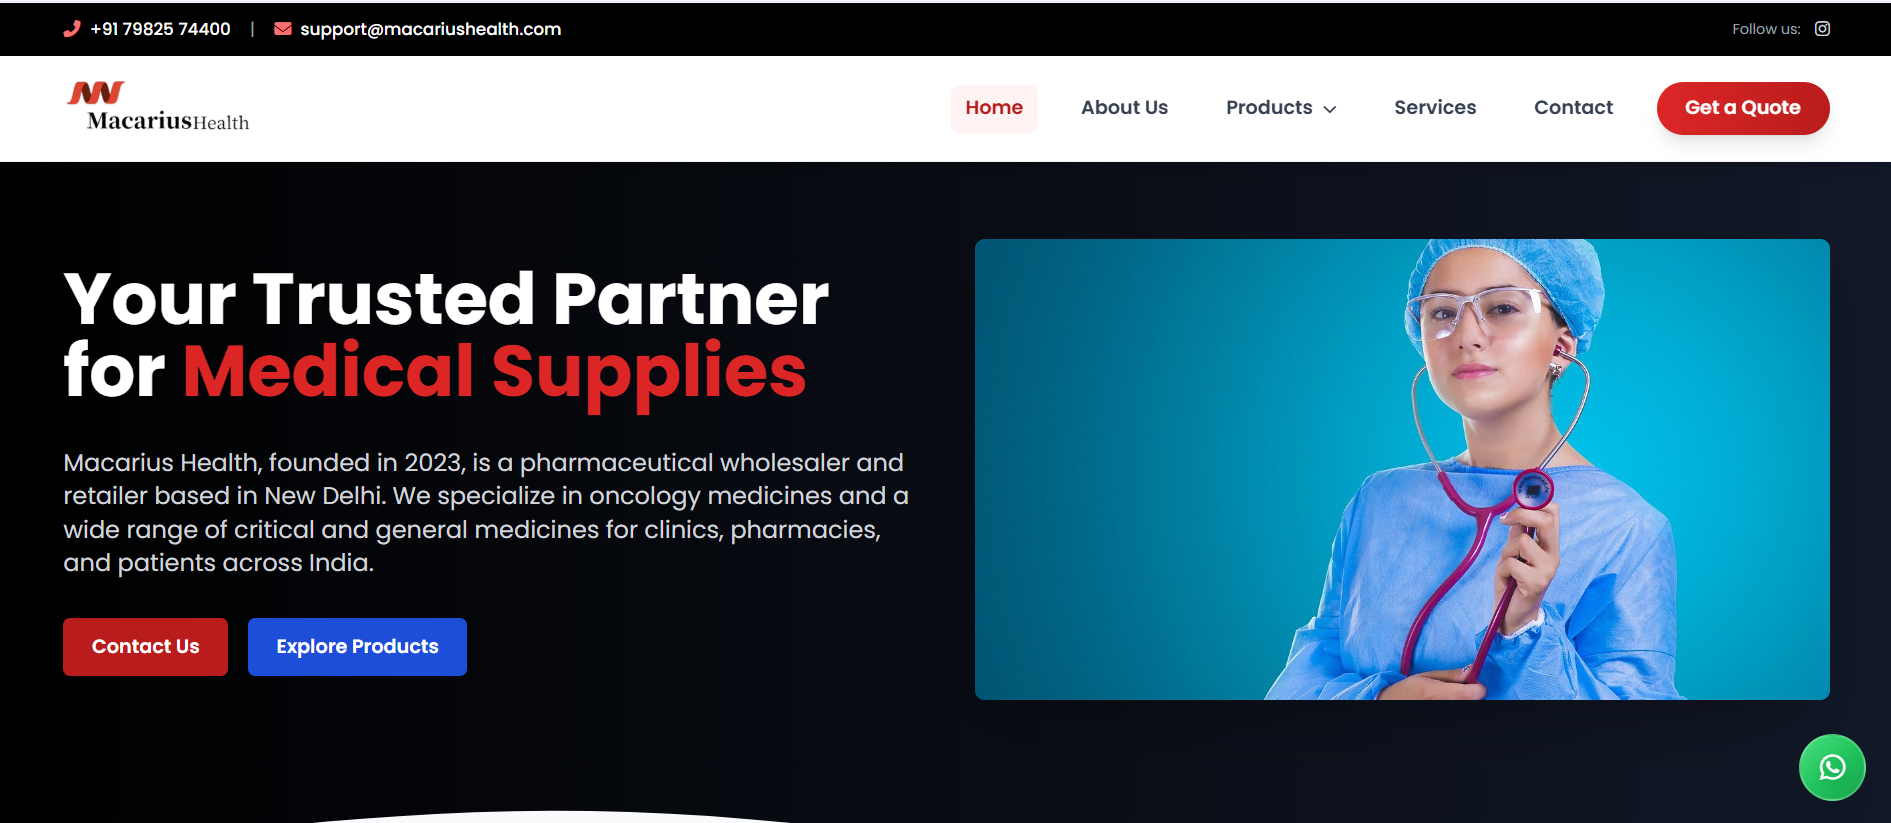 +91 79825 74400 | support@macariushealth.com
Follow us:
MacariusHealth
Home
About Us
Products
Services
Contact
Get a Quote
Your Trusted Partner
for Medical Supplies
Macarius Health, founded in 2023, is a pharmaceutical wholesaler and
retailer based in New Delhi. We specialize in oncology medicines and a
wide range of critical and general medicines for clinics, pharmacies,
and patients across India.
Contact Us
Explore Products